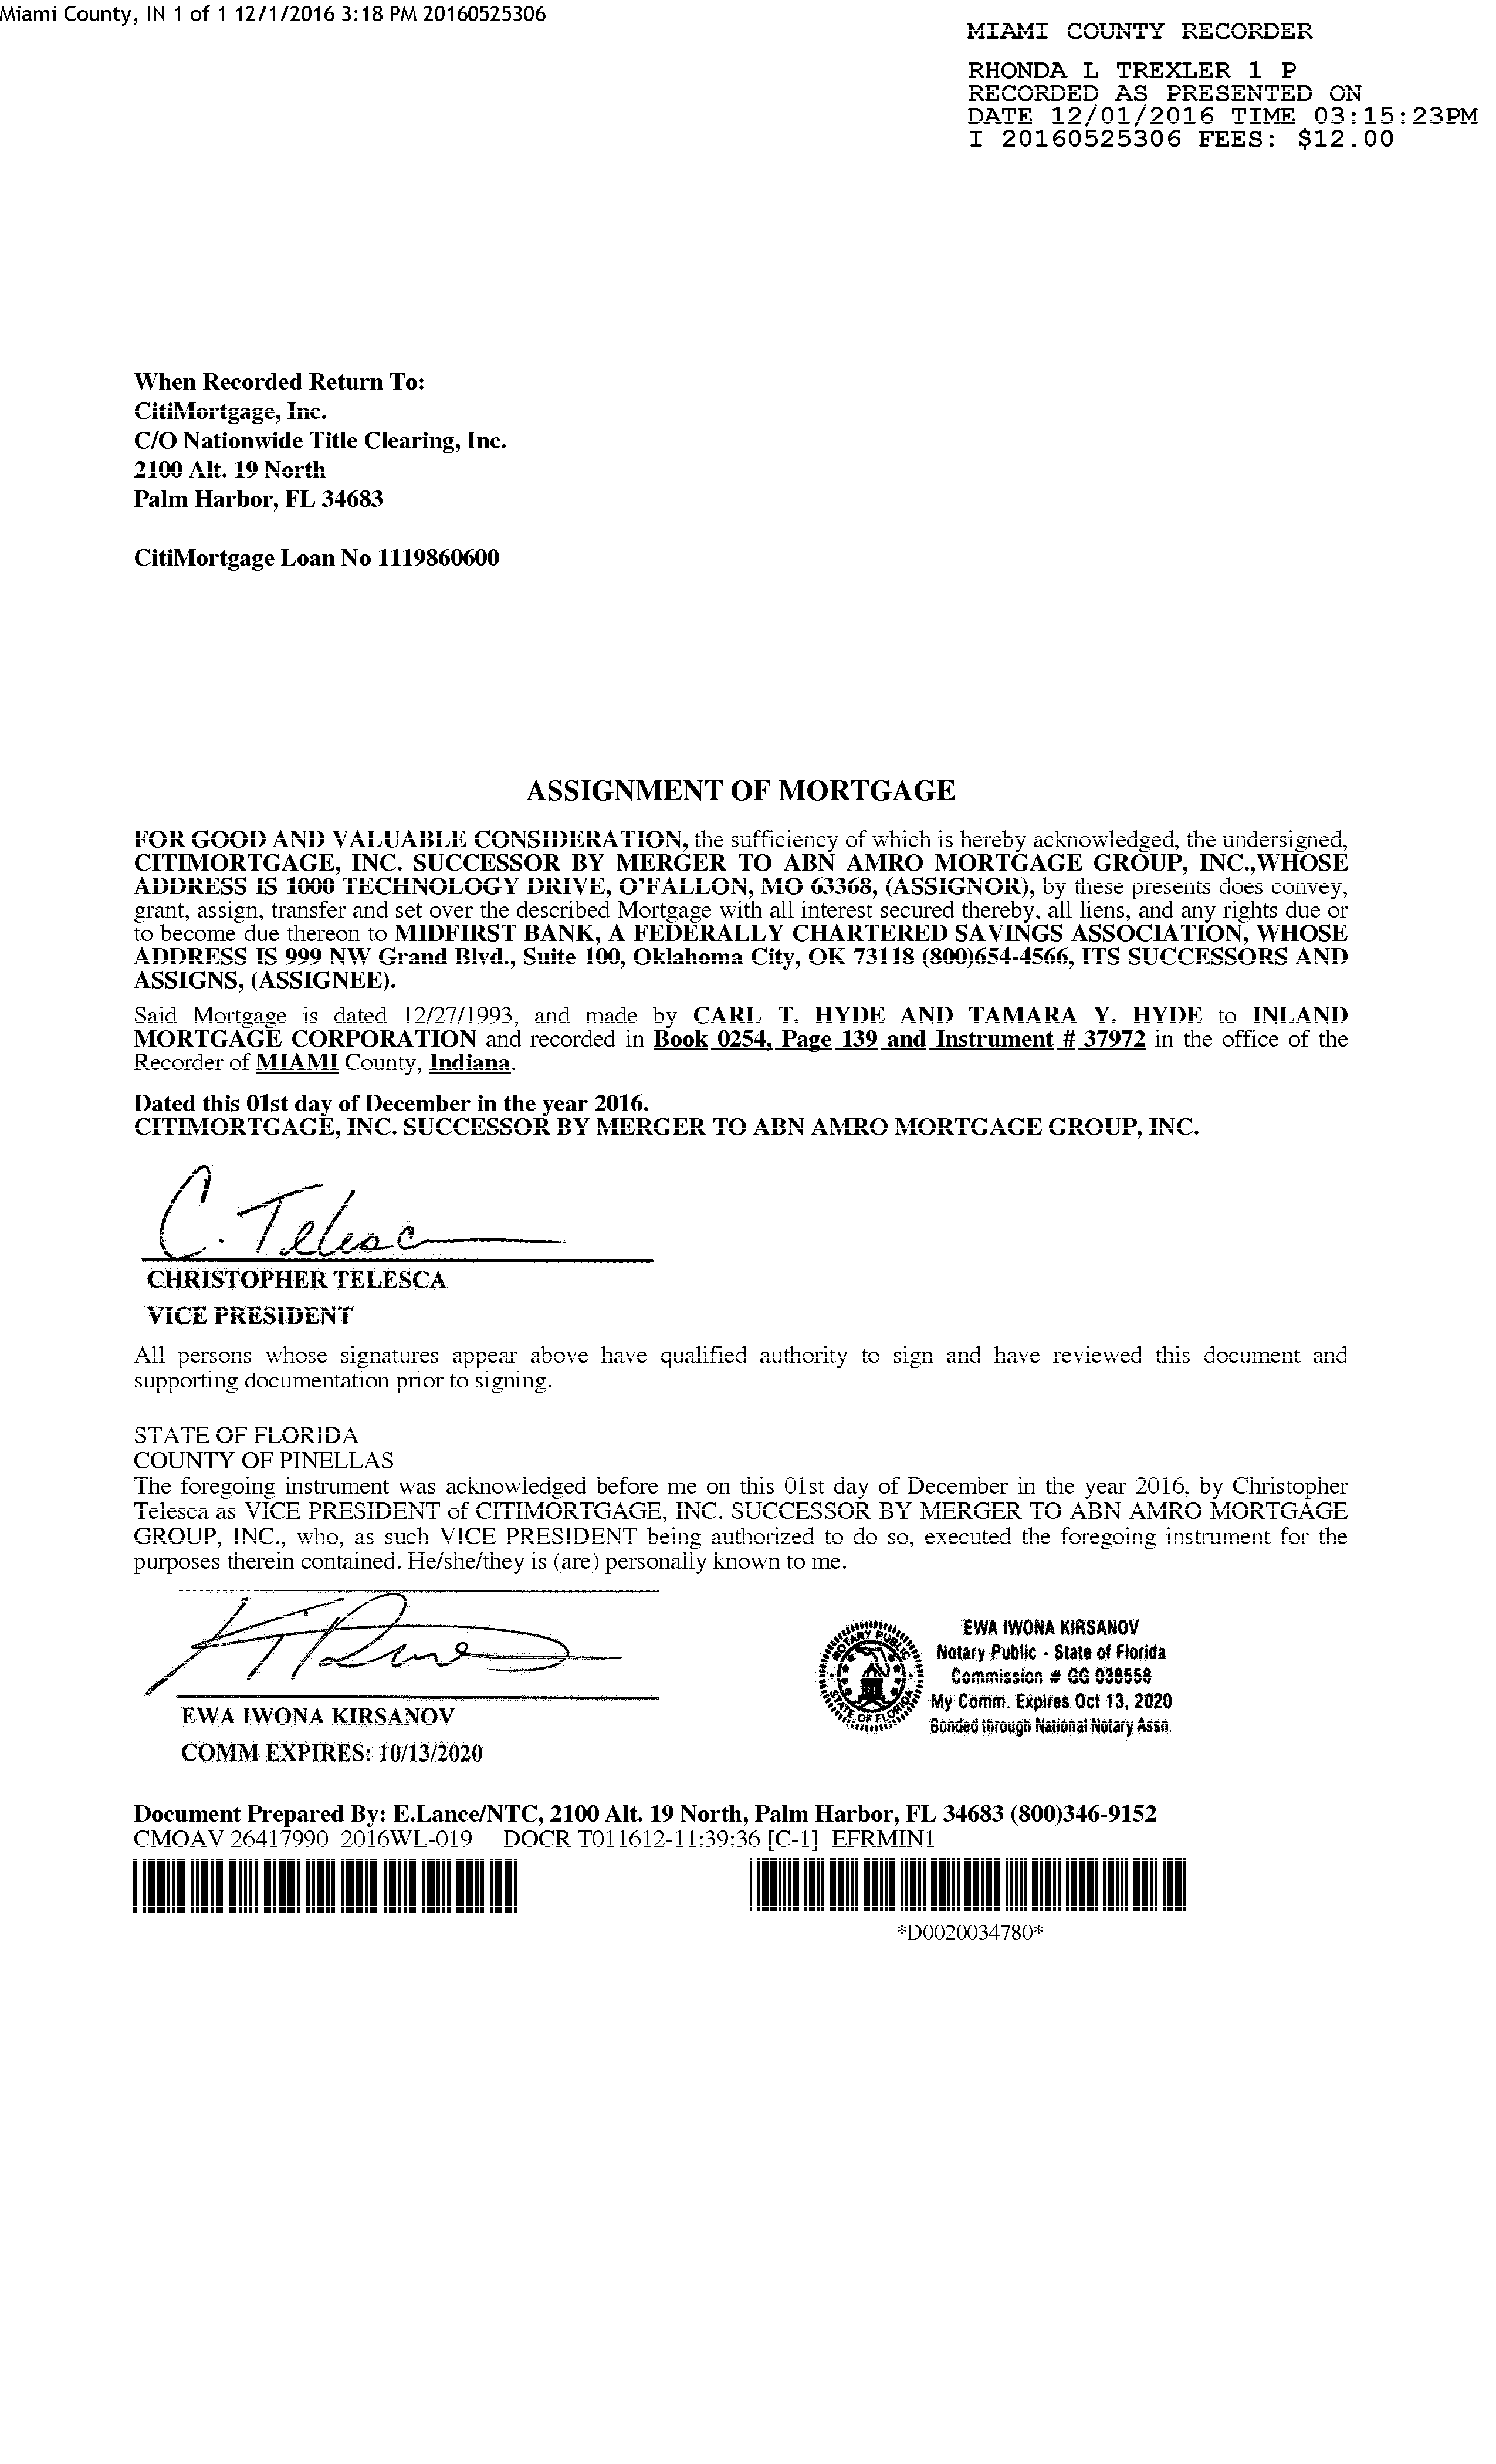 Miami County, IN 1 of 1 12/1/2016 3:18 PM 20160525306
MIAMI COUNTY RECORDER
RHONDA L TREXLER 1 P
RECORDED AS PRESENTED ON
DATE 12/01/2016 TIME 03:15:23PM
I 20160525306 FEES: $12.00
When Recorded Return To:
CitiMortgage, Inc.
C/O Nationwide Title Clearing, Inc.
2100 Alt. 19 North
Palm Harbor, FL 34683
CitiMortgage Loan No 1119860600
ASSIGNMENT OF MORTGAGE
FOR GOOD AND VALUABLE CONSIDERATION, the sufficiency of which is hereby acknowledged, the undersigned,
CITIMORTGAGE, INC. SUCCESSOR BY MERGER TO ABN AMRO MORTGAGE GROUP, INC.,WHOSE
ADDRESS IS 1000 TECHNOLOGY DRIVE, O'FALLON, MO 63368, (ASSIGNOR), by these presents does convey,
grant, assign, transfer and set over the described Mortgage with all interest secured thereby, all liens, and any rights due or
to become due thereon to MIDFIRST BANK, A FEDERALLY CHARTERED SAVINGS ASSOCIATION, WHOSE
ADDRESS IS 999 NW Grand Blvd., Suite 100, Oklahoma City, OK 73118 (800)654-4566, ITS SUCCESSORS AND
ASSIGNS, (ASSIGNEE).
Said Mortgage is dated 12/27/1993, and made by CARL T. HYDE AND TAMARA Y. HYDE to INLAND
MORTGAGE CORPORATION and recorded in Book 0254, Page 139 and Instrument # 37972 in the office of the
Recorder of MIAMI County, Indiana.
Dated this 01st day of December in the year 2016.
CITIMORTGAGE, INC. SUCCESSOR BY MERGER TO ABN AMRO MORTGAGE GROUP, INC.
C. Telesca
CHRISTOPHER TELESCA
VICE PRESIDENT
All persons whose signatures appear above have qualified authority to sign and have reviewed this document and
supporting documentation prior to signing.
STATE OF FLORIDA
COUNTY OF PINELLAS
The foregoing instrument was acknowledged before me on this 01st day of December in the year 2016, by Christopher
Telesca as VICE PRESIDENT of CITIMORTGAGE, INC. SUCCESSOR BY MERGER TO ABN AMRO MORTGAGE
GROUP, INC., who, as such VICE PRESIDENT being authorized to do so, executed the foregoing instrument for the
purposes therein contained. He/she/they is (are) personally known to me.
EWA IWONA KIRSANOV
COMM EXPIRES: 10/13/2020
NOTARY PUBLIC
STATE OF FLORIDA
EWA IWONA KIRSANOV
Notary Public - State of Florida
Commission # GG 038558
My Comm. Expires Oct 13, 2020
Bonded through National Notary Assn.
Document Prepared By: E.Lance/NTC, 2100 Alt. 19 North, Palm Harbor, FL 34683 (800)346-9152
CMOAV 26417990 2016WL-019 DOCR T011612-11:39:36 [C-1] EFRMIN1
*D0020034780*